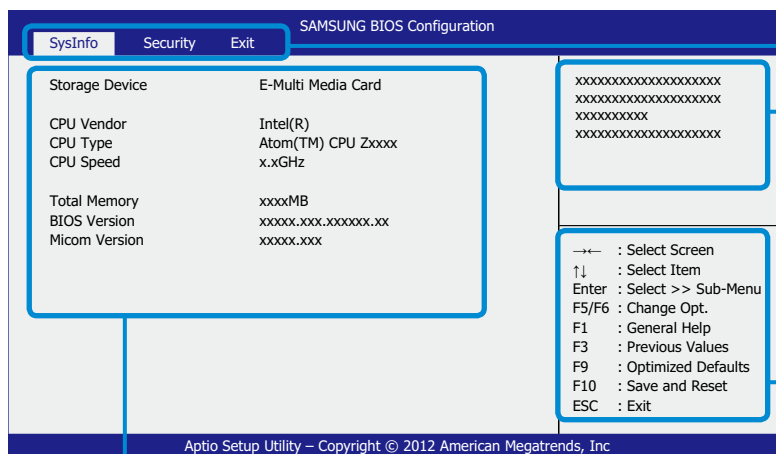 SAMSUNG BIOS Configuration
SysInfo Security Exit
Storage Device E-Multi Media Card
CPU Vendor Intel(R)
CPU Type Atom(TM) CPU Zxxxx
CPU Speed x.xGHz
Total Memory xxxxMB
BIOS Version xxxxx.xxx.xxxxxx.xx
Micom Version xxxxx.xxx
xxxxxxxxxxxxxxxxxxxx
xxxxxxxxxxxxxxxxxxxx
xxxxxxxxxx
xxxxxxxxxxxxxxxxxxxx
→← : Select Screen
↑↓ : Select Item
Enter : Select >> Sub-Menu
F5/F6 : Change Opt.
F1 : General Help
F3 : Previous Values
F9 : Optimized Defaults
F10 : Save and Reset
ESC : Exit
Aptio Setup Utility – Copyright © 2012 American Megatrends, Inc